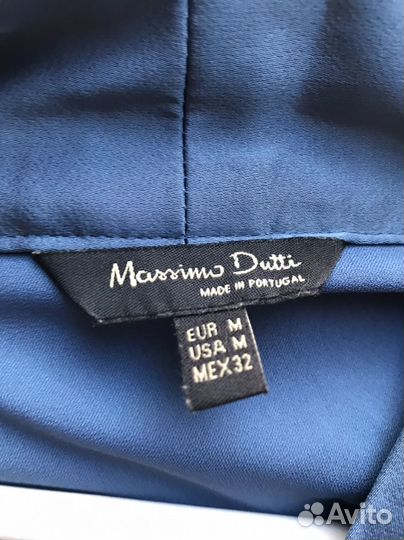 Massimo Dutti
MADE IN PORTUGAL
EUR M
USA M
MEX 32
Avito